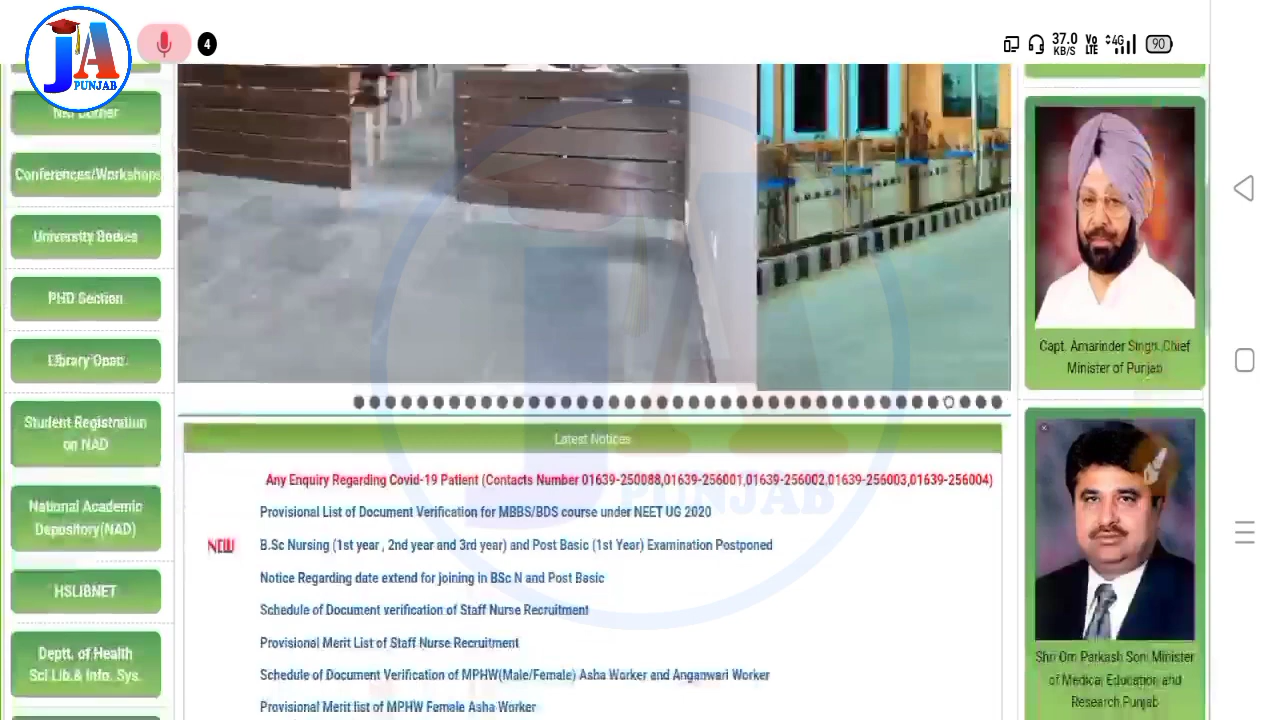 JA
PUNJAB
4
37.0
KB/S
Vo
LTE
4G
90
Conferences/Workshops
University Bodies
PHD Section
Library Opac
Student Registration
on NAD
National Academic
Depository(NAD)
HSLIBNET
Deptt. of Health
Sci Lib.& Info. Sys.
Latest Notices
Any Enquiry Regarding Covid-19 Patient (Contacts Number 01639-250088,01639-256001,01639-256002,01639-256003,01639-256004)
Provisional List of Document Verification for MBBS/BDS course under NEET UG 2020
NEW
B.Sc Nursing (1st year , 2nd year and 3rd year) and Post Basic (1st Year) Examination Postponed
Notice Regarding date extend for joining in BSc N and Post Basic
Schedule of Document verification of Staff Nurse Recruitment
Provisional Merit List of Staff Nurse Recruitment
Schedule of Document Verification of MPHW(Male/Female) Asha Worker and Anganwari Worker
Provisional Merit list of MPHW Female Asha Worker
Capt. Amarinder Singh ,Chief
Minister of Punjab
Shri Om Parkash Soni Minister
of Medical Education and
Research Punjab
JA
PUNJAB